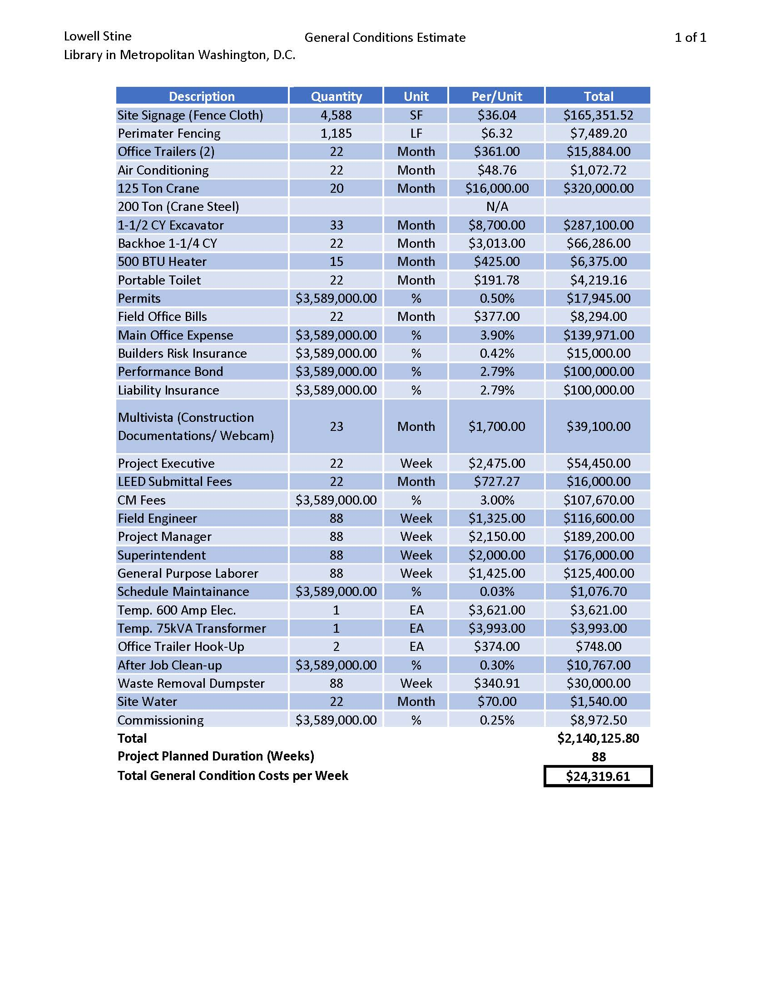 Lowell Stine
General Conditions Estimate
1 of 1
Library in Metropolitan Washington, D.C.
Description Quantity Unit Per/Unit Total
Site Signage (Fence Cloth) 4,588 SF $36.04 $165,351.52
Perimater Fencing 1,185 LF $6.32 $7,489.20
Office Trailers (2) 22 Month $361.00 $15,884.00
Air Conditioning 22 Month $48.76 $1,072.72
125 Ton Crane 20 Month $16,000.00 $320,000.00
200 Ton (Crane Steel) N/A
1-1/2 CY Excavator 33 Month $8,700.00 $287,100.00
Backhoe 1-1/4 CY 22 Month $3,013.00 $66,286.00
500 BTU Heater 15 Month $425.00 $6,375.00
Portable Toilet 22 Month $191.78 $4,219.16
Permits $3,589,000.00 % 0.50% $17,945.00
Field Office Bills 22 Month $377.00 $8,294.00
Main Office Expense $3,589,000.00 % 3.90% $139,971.00
Builders Risk Insurance $3,589,000.00 % 0.42% $15,000.00
Performance Bond $3,589,000.00 % 2.79% $100,000.00
Liability Insurance $3,589,000.00 % 2.79% $100,000.00
Multivista (Construction
Documentations/ Webcam) 23 Month $1,700.00 $39,100.00
Project Executive 22 Week $2,475.00 $54,450.00
LEED Submittal Fees 22 Month $727.27 $16,000.00
CM Fees $3,589,000.00 % 3.00% $107,670.00
Field Engineer 88 Week $1,325.00 $116,600.00
Project Manager 88 Week $2,150.00 $189,200.00
Superintendent 88 Week $2,000.00 $176,000.00
General Purpose Laborer 88 Week $1,425.00 $125,400.00
Schedule Maintainance $3,589,000.00 % 0.03% $1,076.70
Temp. 600 Amp Elec. 1 EA $3,621.00 $3,621.00
Temp. 75kVA Transformer 1 EA $3,993.00 $3,993.00
Office Trailer Hook-Up 2 EA $374.00 $748.00
After Job Clean-up $3,589,000.00 % 0.30% $10,767.00
Waste Removal Dumpster 88 Week $340.91 $30,000.00
Site Water 22 Month $70.00 $1,540.00
Commissioning $3,589,000.00 % 0.25% $8,972.50
Total $2,140,125.80
Project Planned Duration (Weeks) 88
Total General Condition Costs per Week $24,319.61